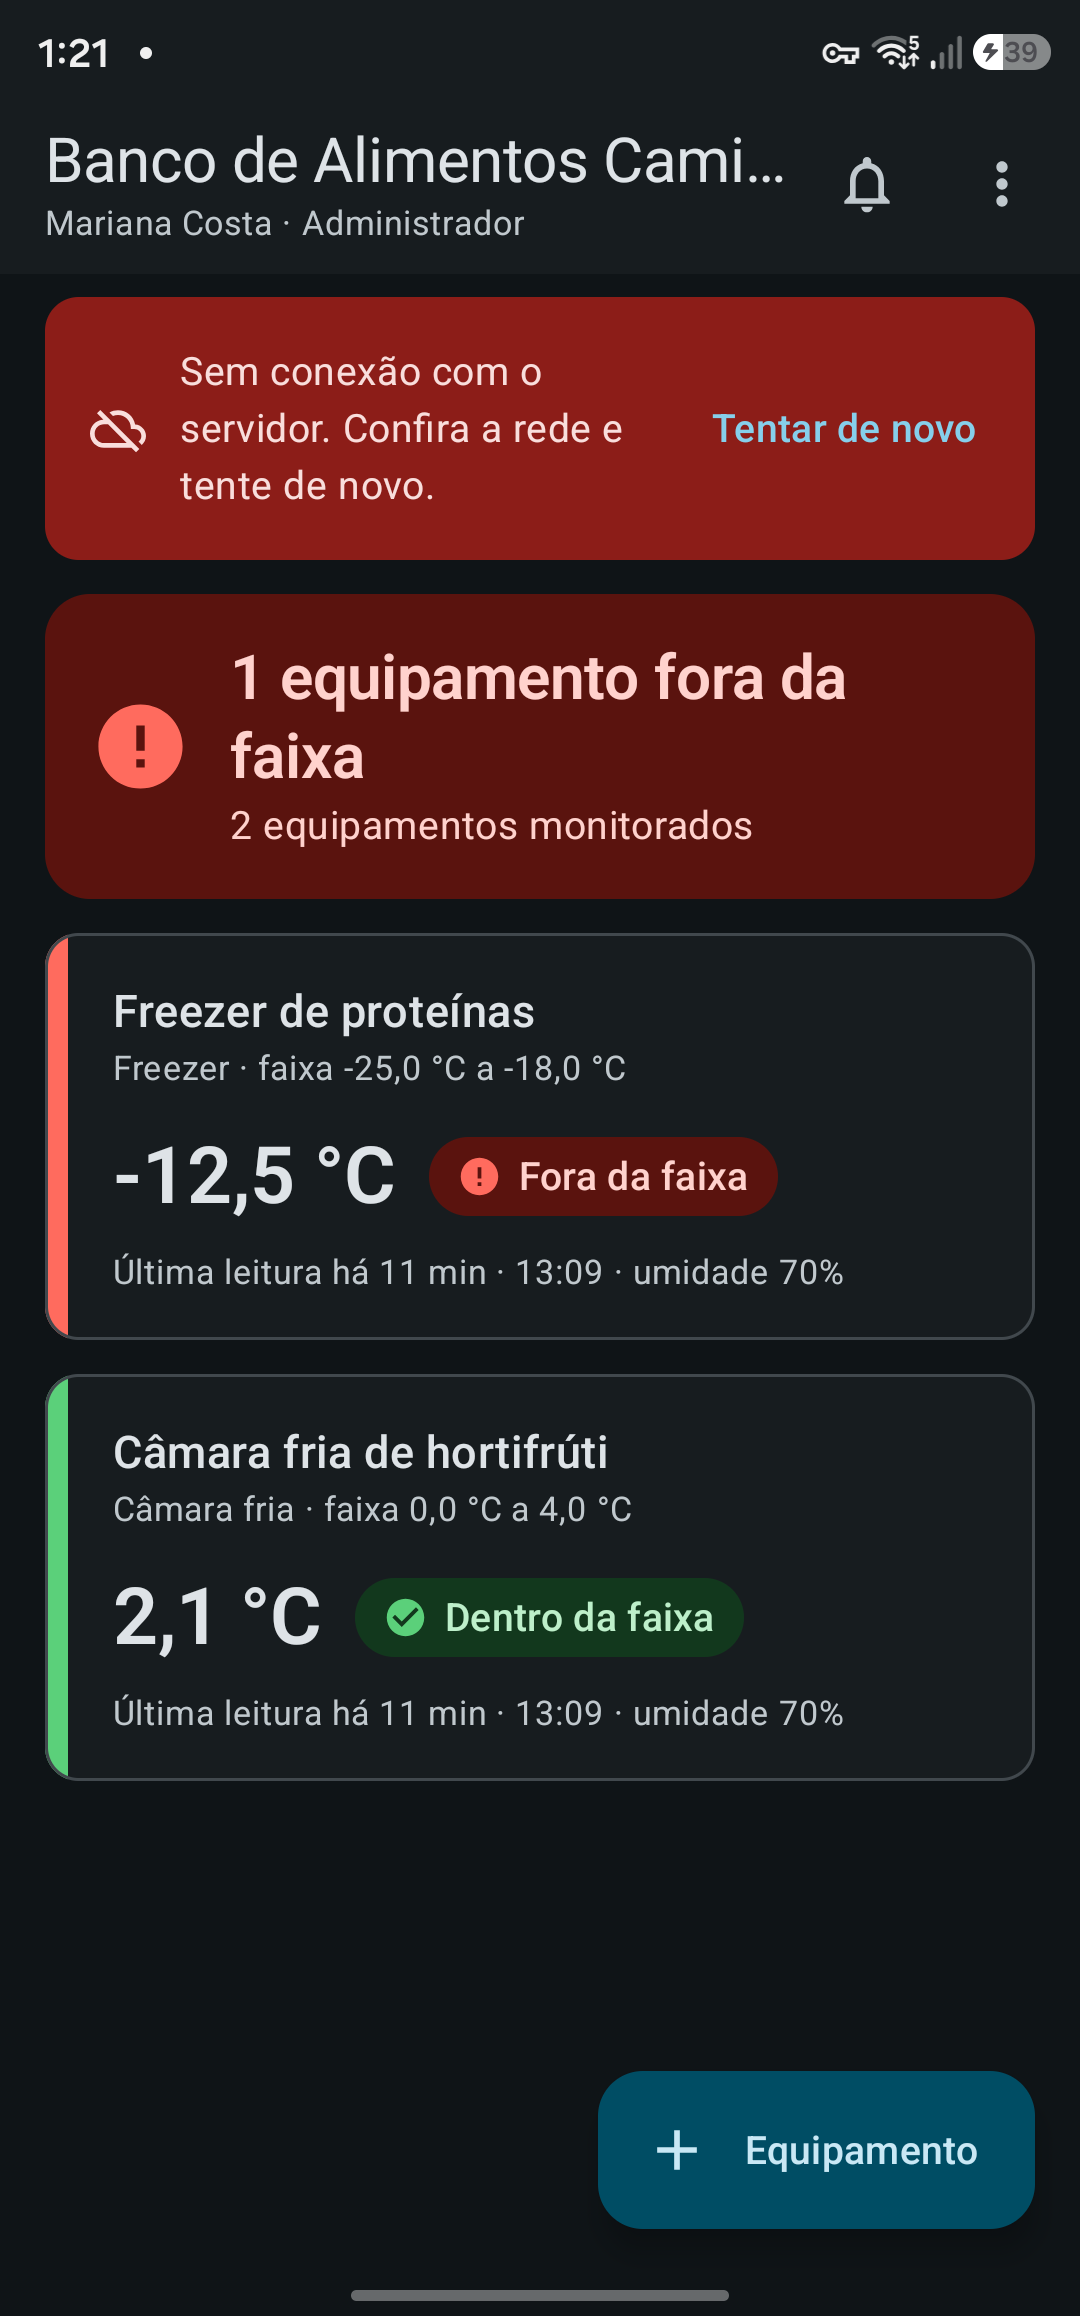 1:21
5
39
Banco de Alimentos Cami...
Mariana Costa · Administrador
Sem conexão com o
servidor. Confira a rede e
tente de novo.
Tentar de novo
1 equipamento fora da
faixa
2 equipamentos monitorados
Freezer de proteínas
Freezer · faixa -25,0 °C a -18,0 °C
-12,5 °C
Fora da faixa
Última leitura há 11 min · 13:09 · umidade 70%
Câmara fria de hortifrúti
Câmara fria · faixa 0,0 °C a 4,0 °C
2,1 °C
Dentro da faixa
Última leitura há 11 min · 13:09 · umidade 70%
Equipamento